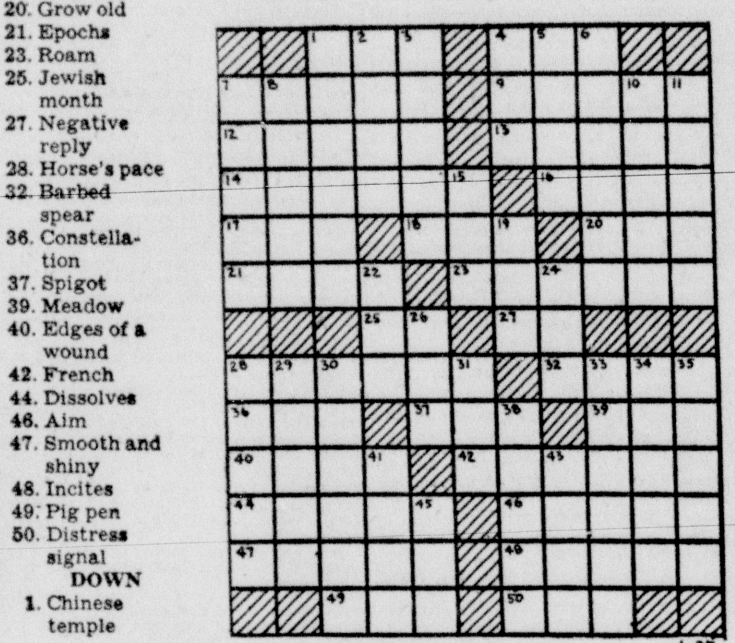 20. Grow old
21. Epochs
23. Roam
25. Jewish
month
27. Negative
reply
28. Horse's pace
32. Barbed
spear
36. Constella-
tion
37. Spigot
39. Meadow
40. Edges of a
wound
42. French
44. Dissolves
46. Aim
47. Smooth and
shiny
48. Incites
49. Pig pen
50. Distress
signal
DOWN
1. Chinese
temple
1 2 3 4 5 6
7 8 9 10 11
12 13
14 15 16
17 18 19 20
21 22 23 24
25 26 27
28 29 30 31 32 33 34 35
36 37 38 39
40 41 42 43
44 45 46
47 48
49 50